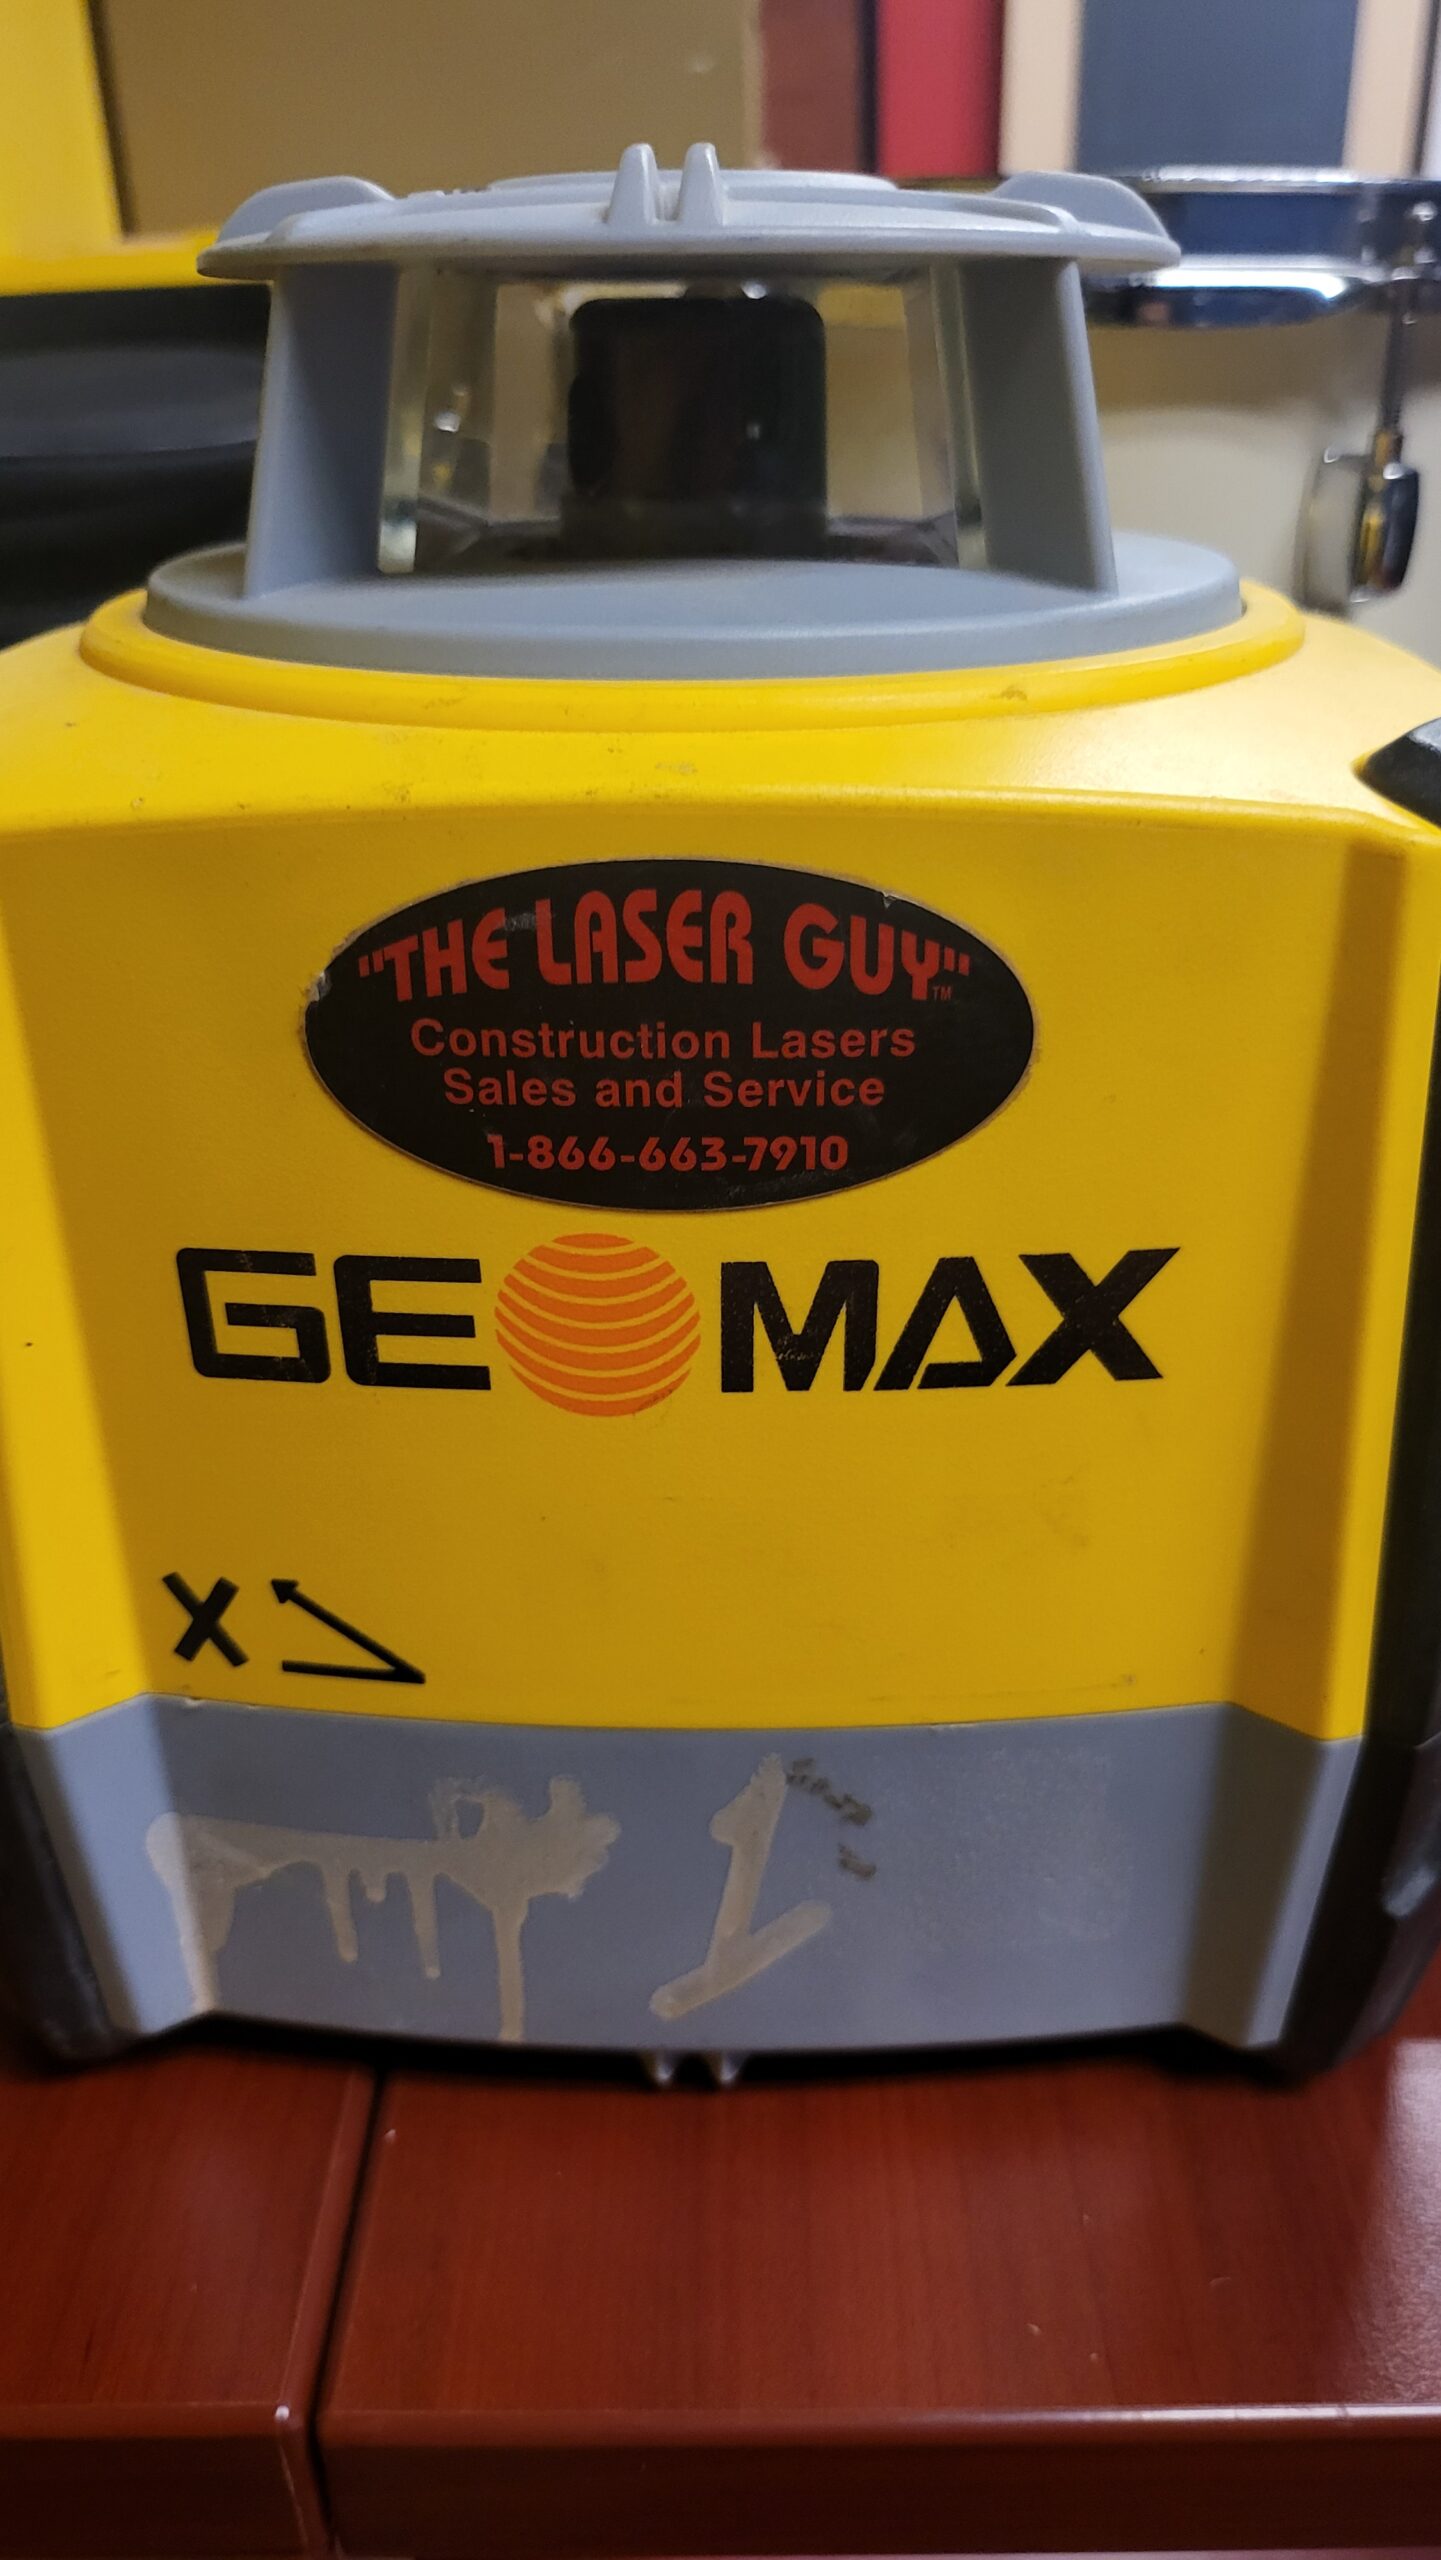 "THE LASER GUY"™
Construction Lasers
Sales and Service
1-866-663-7910
GEOMAX
X